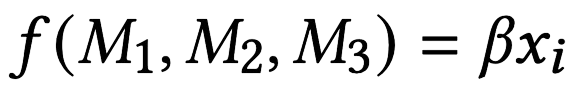 f(M₁, M₂, M₃) = βxᵢ